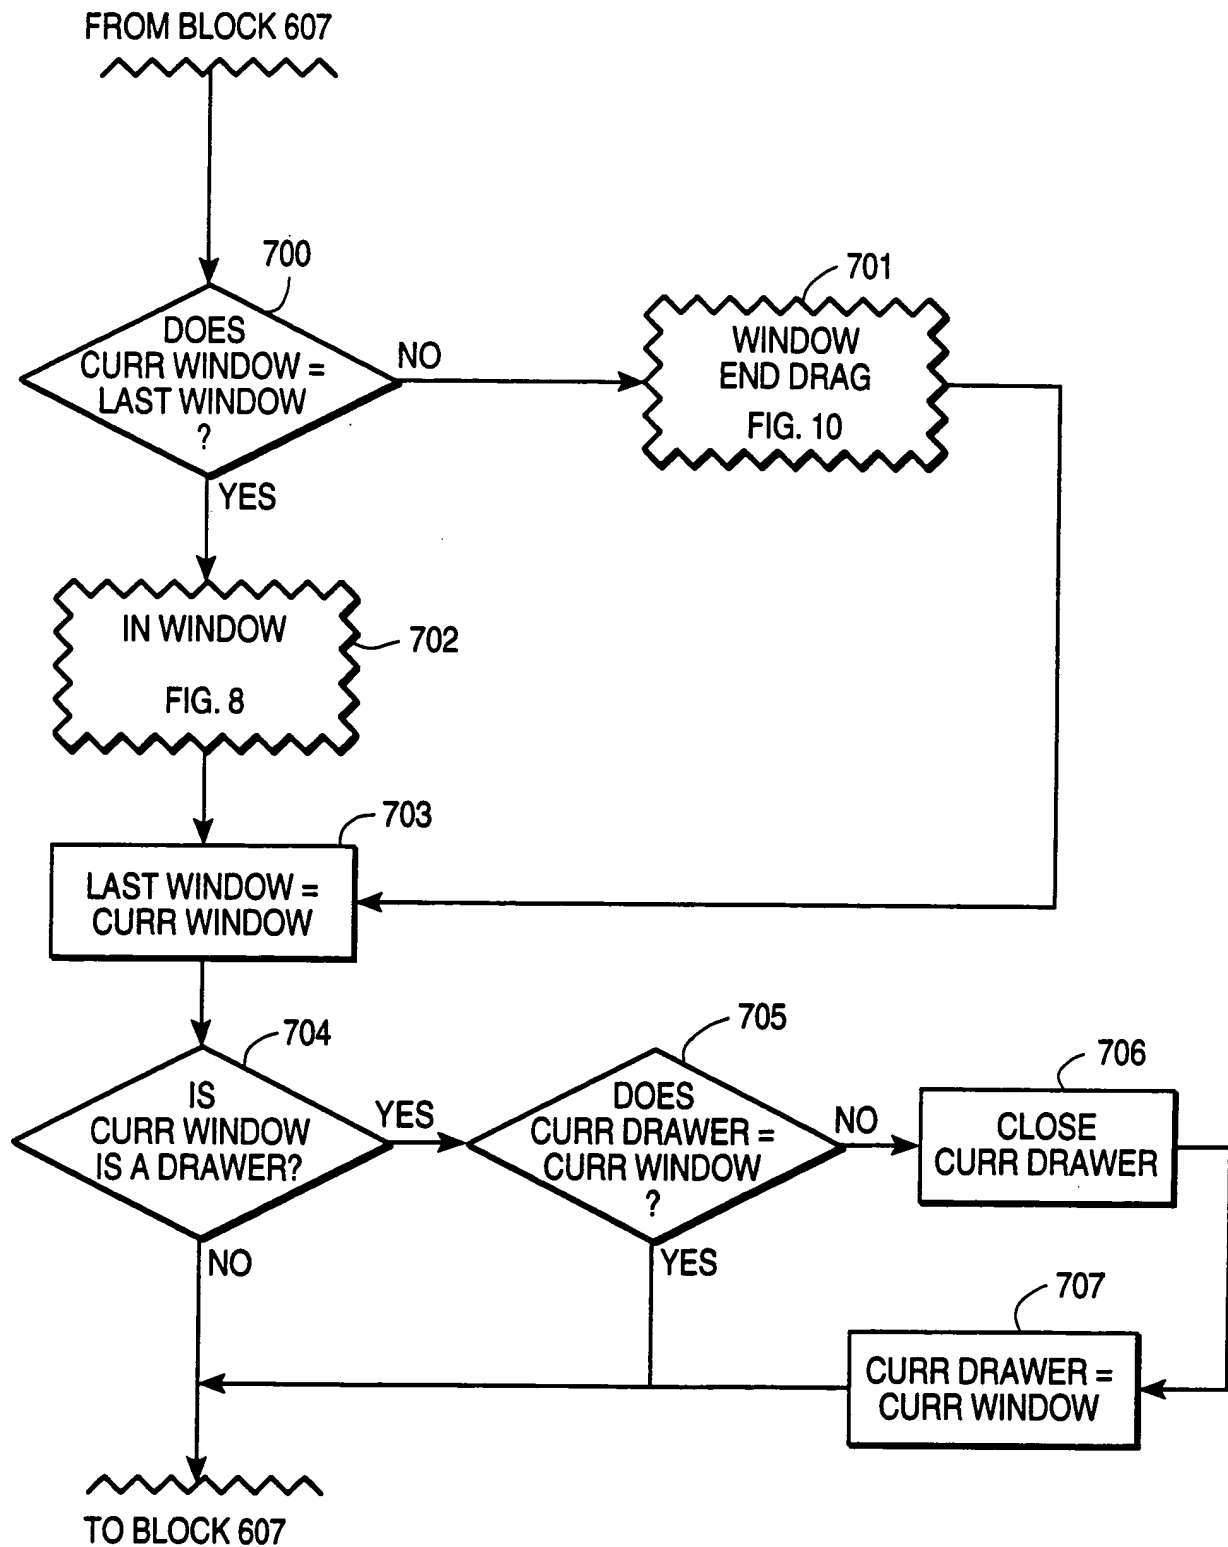 FROM BLOCK 607
700
DOES
CURR WINDOW =
LAST WINDOW
?
NO
YES
701
WINDOW
END DRAG
FIG. 10
IN WINDOW
FIG. 8
702
703
LAST WINDOW =
CURR WINDOW
704
IS
CURR WINDOW
IS A DRAWER?
YES
NO
705
DOES
CURR DRAWER =
CURR WINDOW
?
NO
YES
706
CLOSE
CURR DRAWER
707
CURR DRAWER =
CURR WINDOW
TO BLOCK 607